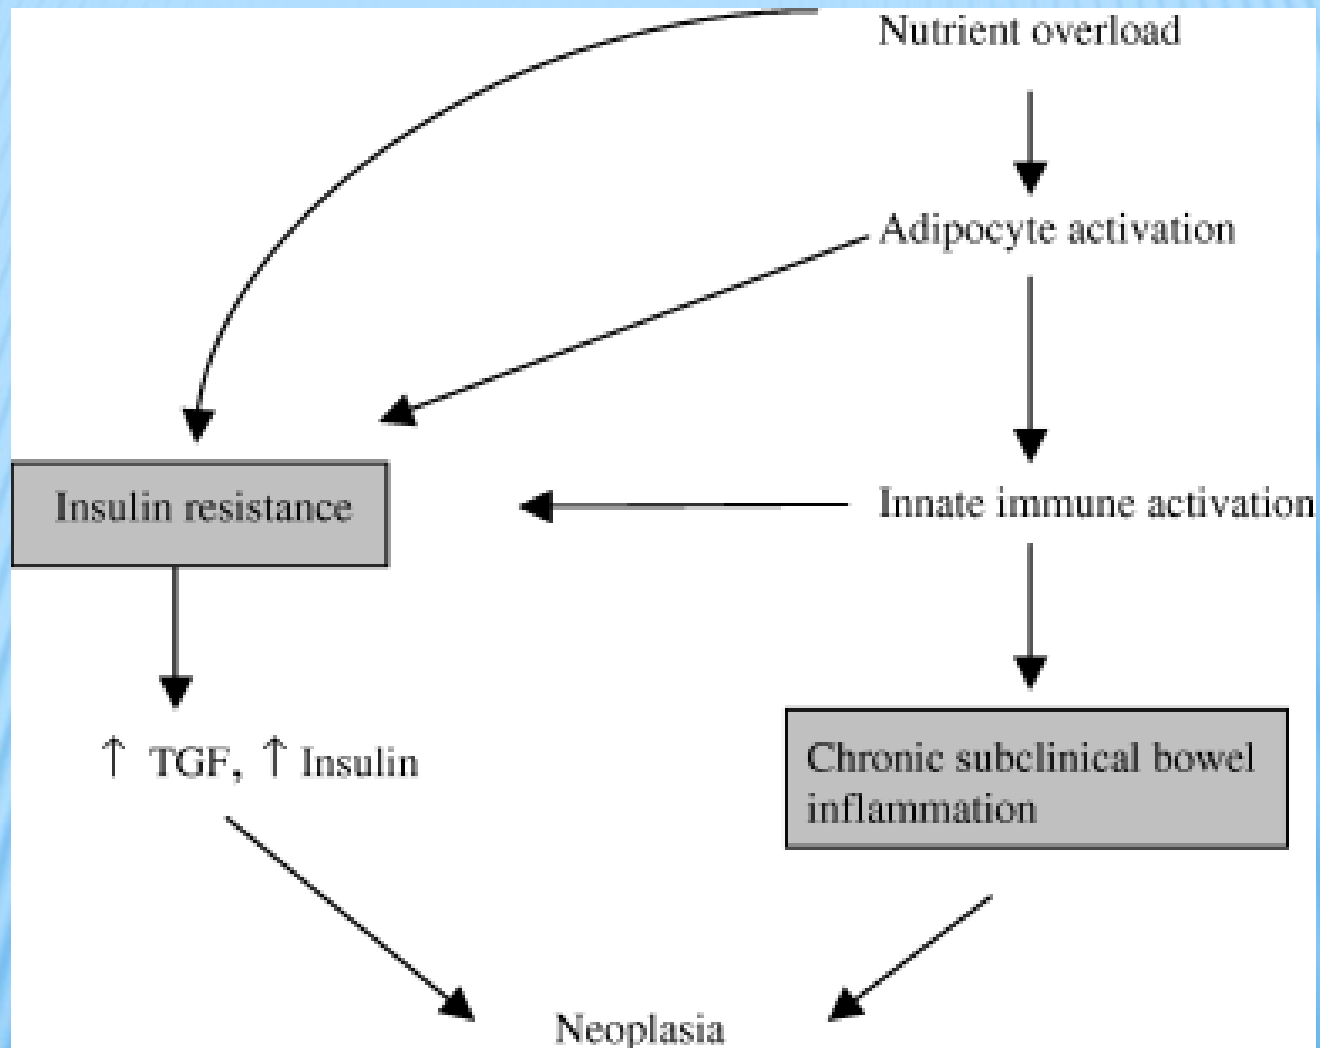 Nutrient overload
Adipocyte activation
Insulin resistance
Innate immune activation
↑ TGF, ↑ Insulin
Chronic subclinical bowel
inflammation
Neoplasia